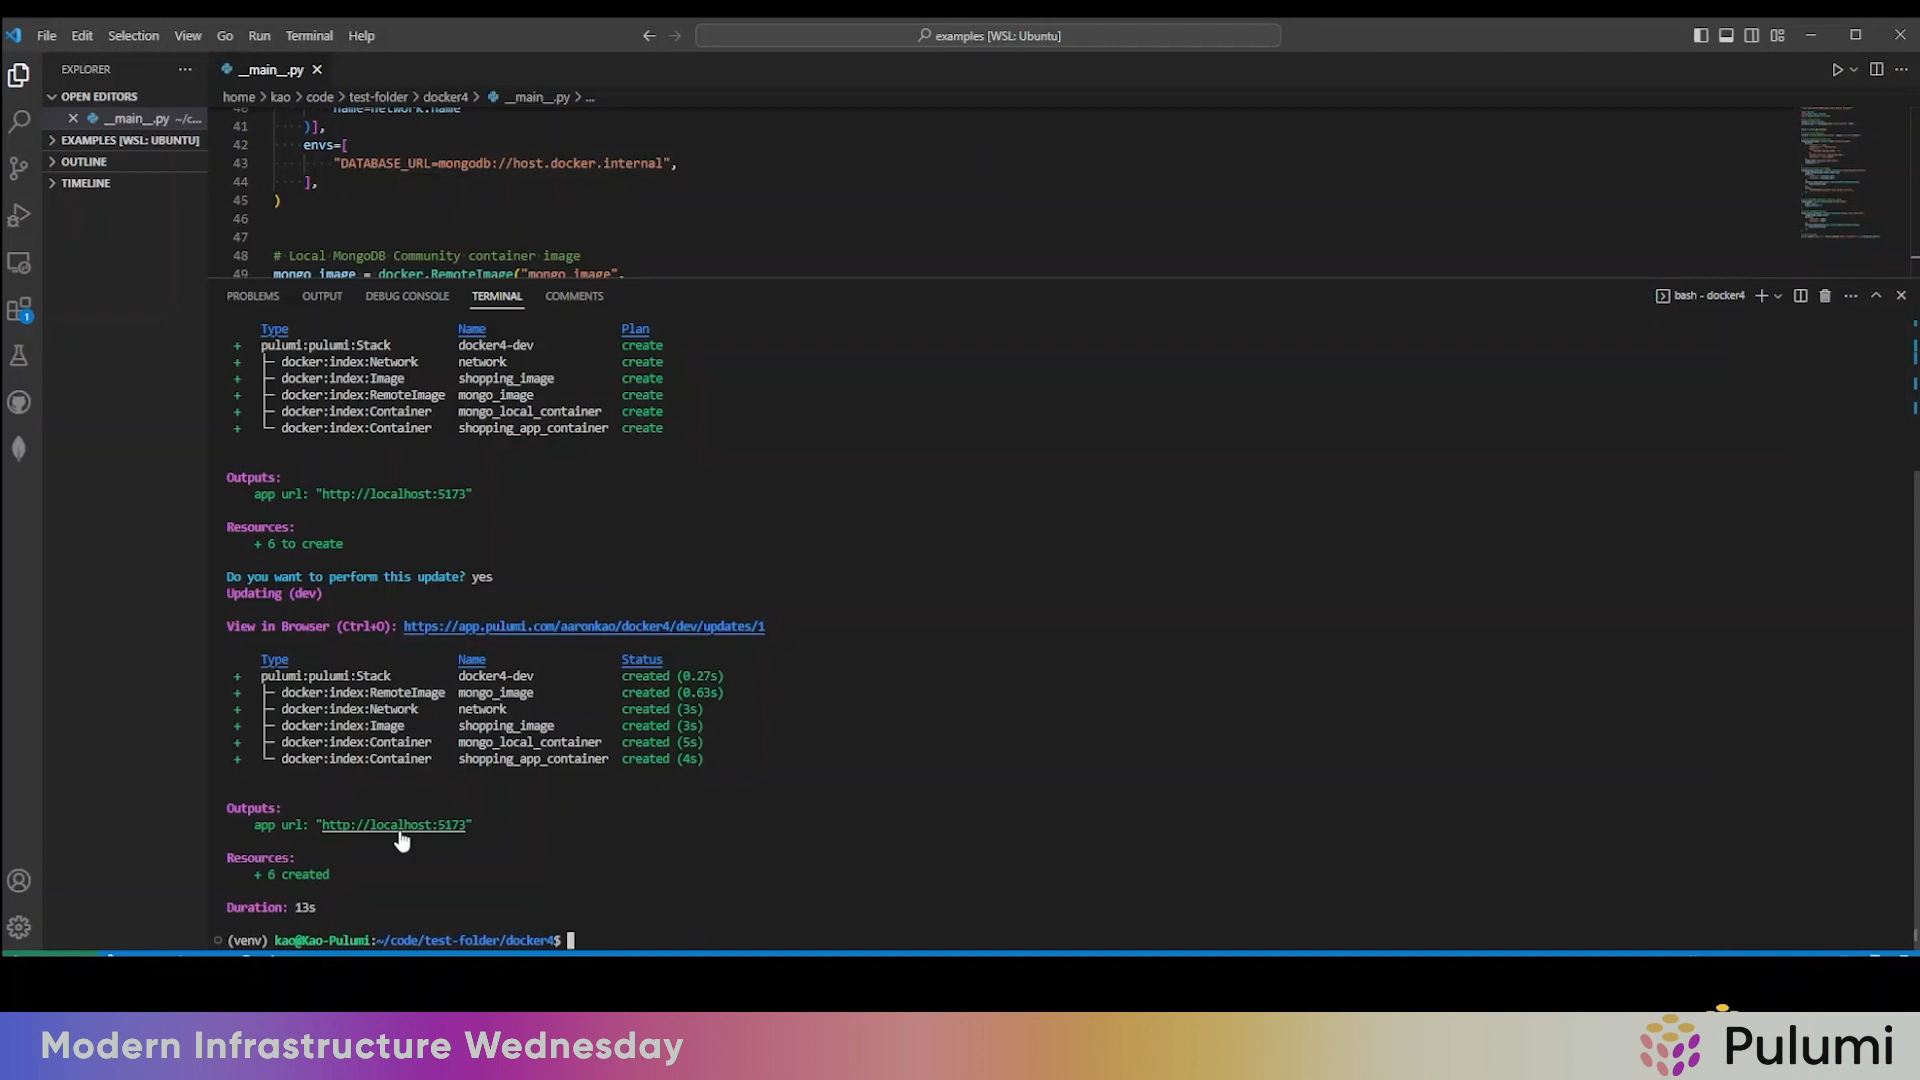 File Edit Selection View Go Run Terminal Help
examples [WSL: Ubuntu]
EXPLORER
__main__.py
OPEN EDITORS
home > kao > code > test-folder > docker4 > __main__.py > ...
__main__.py ~/c...
name=network.name
EXAMPLES [WSL: UBUNTU]
41 )],
42 envs=[
OUTLINE
43 "DATABASE_URL=mongodb://host.docker.internal",
TIMELINE
44 ],
45 )
46
47
48 # Local MongoDB Community container image
49 mongo_image = docker.RemoteImage("mongo_image",
PROBLEMS OUTPUT DEBUG CONSOLE TERMINAL COMMENTS
bash - docker4
1
Type Name Plan
+ pulumi:pulumi:Stack docker4-dev create
+ ├─ docker:index:Network network create
+ ├─ docker:index:Image shopping_image create
+ ├─ docker:index:RemoteImage mongo_image create
+ ├─ docker:index:Container mongo_local_container create
+ └─ docker:index:Container shopping_app_container create
Outputs:
app url: "http://localhost:5173"
Resources:
+ 6 to create
Do you want to perform this update? yes
Updating (dev)
View in Browser (Ctrl+O): https://app.pulumi.com/aaronkao/docker4/dev/updates/1
Type Name Status
+ pulumi:pulumi:Stack docker4-dev created (0.27s)
+ ├─ docker:index:RemoteImage mongo_image created (0.63s)
+ ├─ docker:index:Network network created (3s)
+ ├─ docker:index:Image shopping_image created (3s)
+ ├─ docker:index:Container mongo_local_container created (5s)
+ └─ docker:index:Container shopping_app_container created (4s)
Outputs:
app url: "http://localhost:5173"
Resources:
+ 6 created
Duration: 13s
(venv) kao@Kao-Pulumi:~/code/test-folder/docker4$
Modern Infrastructure Wednesday
Pulumi